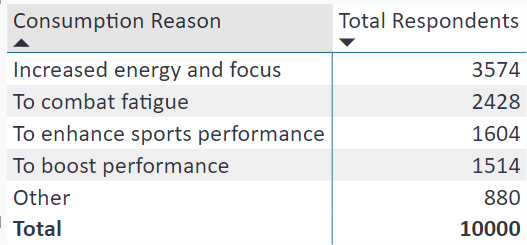 Consumption Reason Total Respondents
Increased energy and focus 3574
To combat fatigue 2428
To enhance sports performance 1604
To boost performance 1514
Other 880
Total 10000